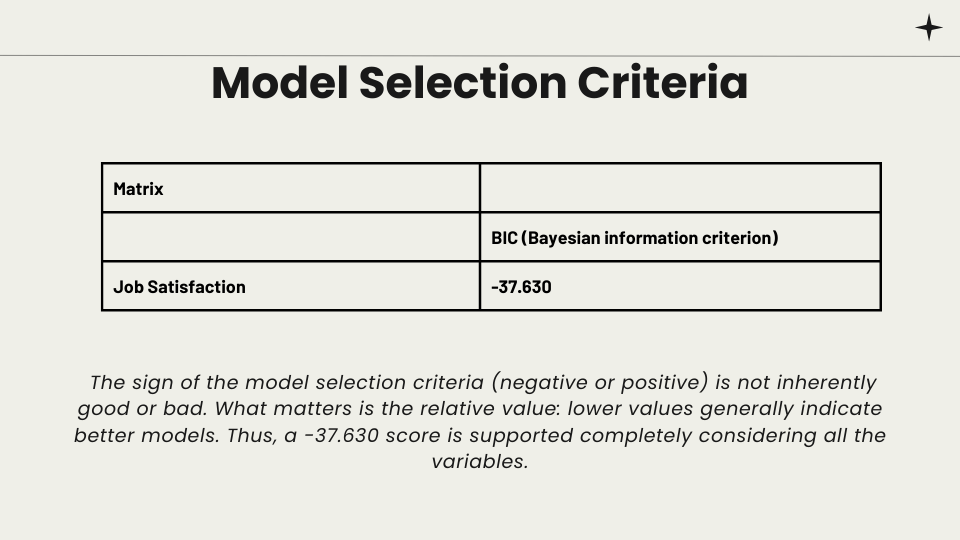 Model Selection Criteria
Matrix
BIC (Bayesian information criterion)
Job Satisfaction
-37.630
The sign of the model selection criteria (negative or positive) is not inherently
good or bad. What matters is the relative value: lower values generally indicate
better models. Thus, a -37.630 score is supported completely considering all the
variables.